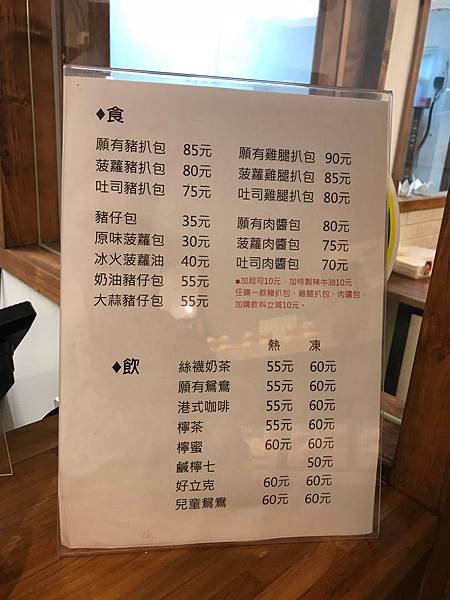 ♦食
願有豬扒包 85元 願有雞腿扒包 90元
菠蘿豬扒包 80元 菠蘿雞扒包 85元
吐司豬扒包 75元 吐司雞腿扒包 80元
豬仔包 35元 願有肉醬包 80元
原味菠蘿包 30元 菠蘿肉醬包 75元
冰火菠蘿油 40元 吐司肉醬包 70元
奶油豬仔包 55元 ■加起司10元、加特製辣牛油10元。
大蒜豬仔包 55元 任購一款豬扒包、雞腿扒包、肉醬包，
加購飲料立減10元。
熱 凍
♦飲 絲襪奶茶 55元 60元
願有鴛鴦 55元 60元
港式咖啡 55元 60元
檸茶 55元 60元
檸蜜 60元 60元
鹹檸七 50元
好立克 60元 60元
兒童鴛鴦 60元 60元